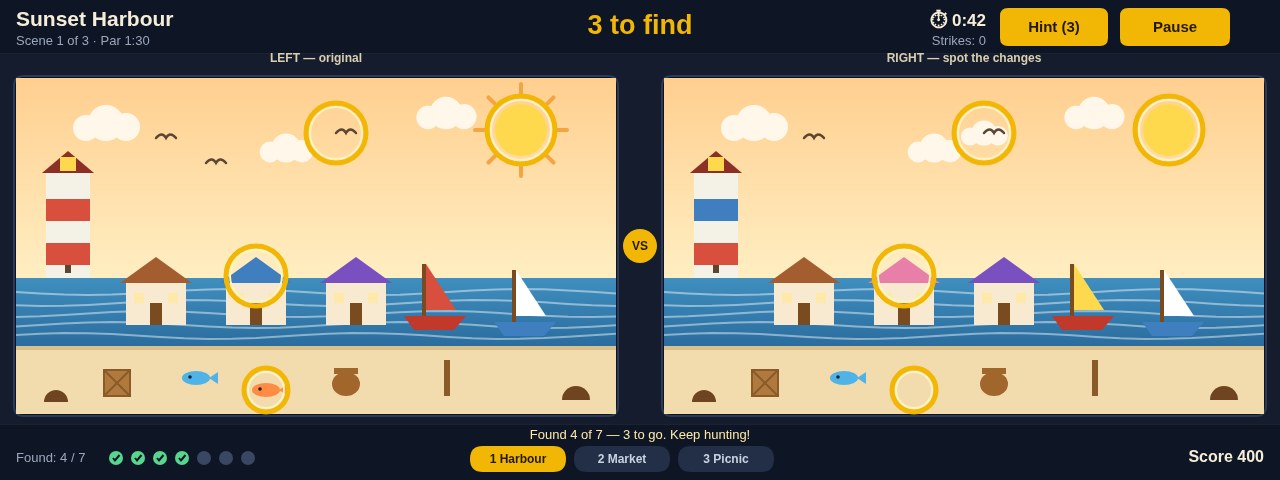 Sunset Harbour
Scene 1 of 3 · Par 1:30
3 to find
⏱ 0:42
Strikes: 0
Hint (3)
Pause
LEFT — original
RIGHT — spot the changes
VS
Found 4 of 7 — 3 to go. Keep hunting!
Found: 4 / 7
1 Harbour
2 Market
3 Picnic
Score 400